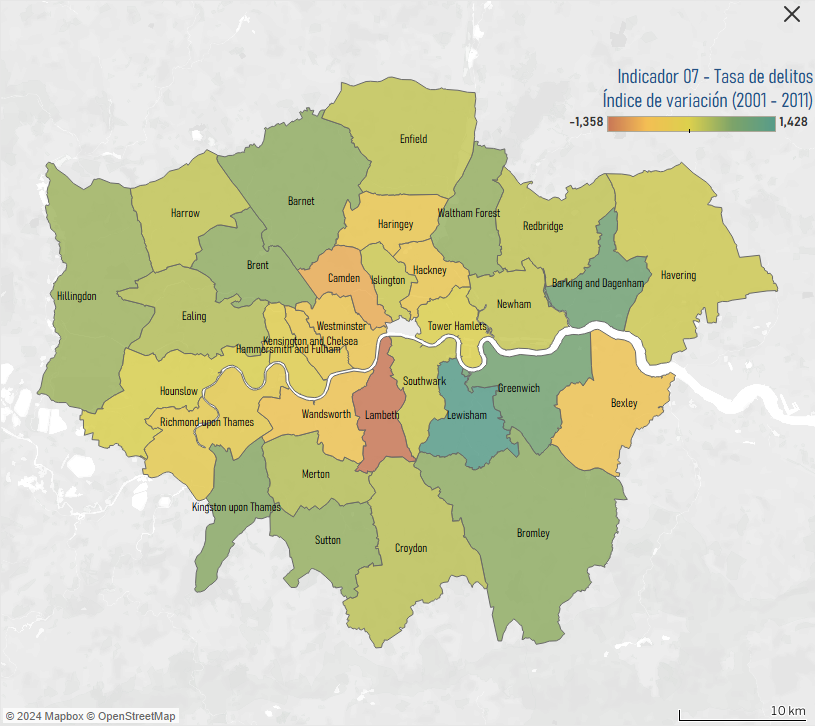 Indicador 07 - Tasa de delitos
Índice de variación (2001 - 2011)
-1,358
1,428
Enfield
Barnet
Harrow
Haringey
Waltham Forest
Redbridge
Brent
Camden
Islington
Hackney
Havering
Barking and Dagenham
Hillingdon
Newham
Ealing
Westminster
Tower Hamlets
Kensington and Chelsea
Hammersmith and Fulham
Hounslow
Southwark
Greenwich
Bexley
Richmond upon Thames
Wandsworth
Lambeth
Lewisham
Merton
Kingston upon Thames
Sutton
Croydon
Bromley
© 2024 Mapbox © OpenStreetMap
10 km